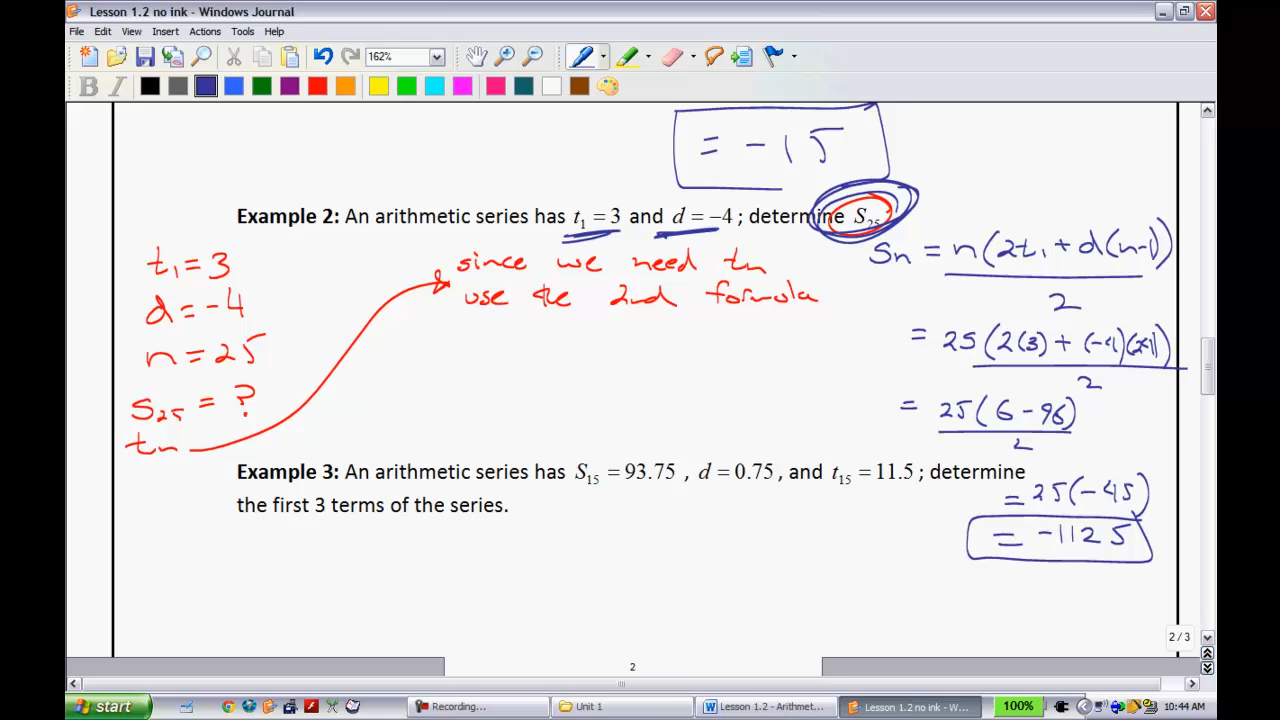 Lesson 1.2 no ink - Windows Journal
File Edit View Insert Actions Tools Help
162%
B I
= -15
Example 2: An arithmetic series has t₁ = 3 and d = −4 ; determine S₂₅
t₁ = 3
d = -4
n = 25
S₂₅ = ?
tn
since we need tn
use the 2nd formula
Sn = n(2t₁ + d(n-1))
2
= 25(2(3) + (-4)(25-1))
2
= 25(6 - 96)
2
= 25(-45)
= -1125
Example 3: An arithmetic series has S₁₅ = 93.75 , d = 0.75 , and t₁₅ = 11.5 ; determine
the first 3 terms of the series.
2/3
2
start
Recording...
Unit 1
Lesson 1.2 - Arithmet...
Lesson 1.2 no ink - W...
100%
10:44 AM